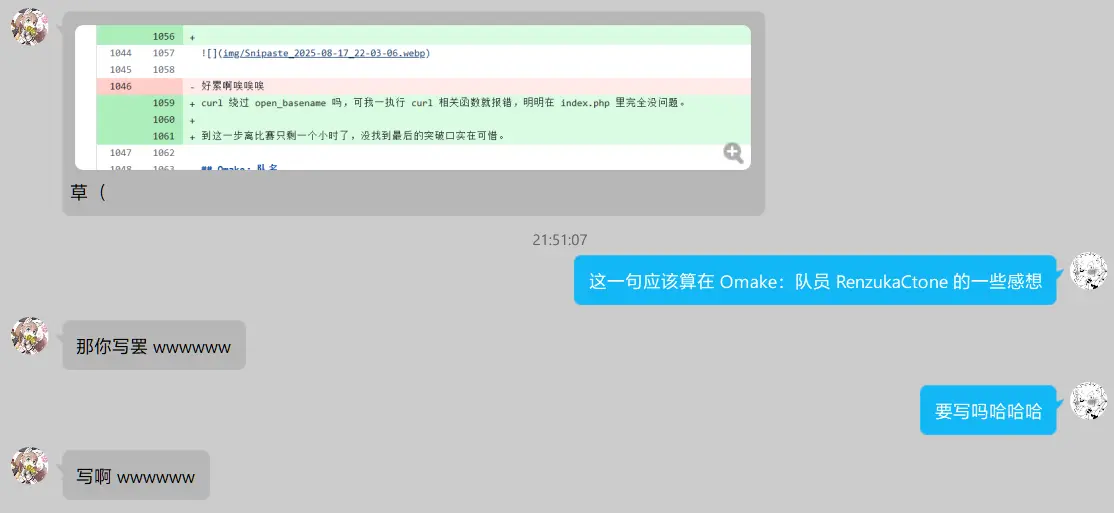 1056 +
1044 1057 ![](img/Snipaste_2025-08-17_22-03-06.webp)
1045 1058
1046 - 好累啊唉唉唉
1059 + curl 绕过 open_basename 吗，可我一执行 curl 相关函数就报错，明明在 index.php 里完全没问题。
1060 +
1061 + 到这一步离比赛只剩一个小时了，没找到最后的突破口实在可惜。
1047 1062
1048 1063 ## Omake: 队名
草（
21:51:07
这一句应该算在 Omake：队员 RenzukaCtone 的一些感想
那你写罢 wwwwww
要写吗哈哈哈
写啊 wwwwww